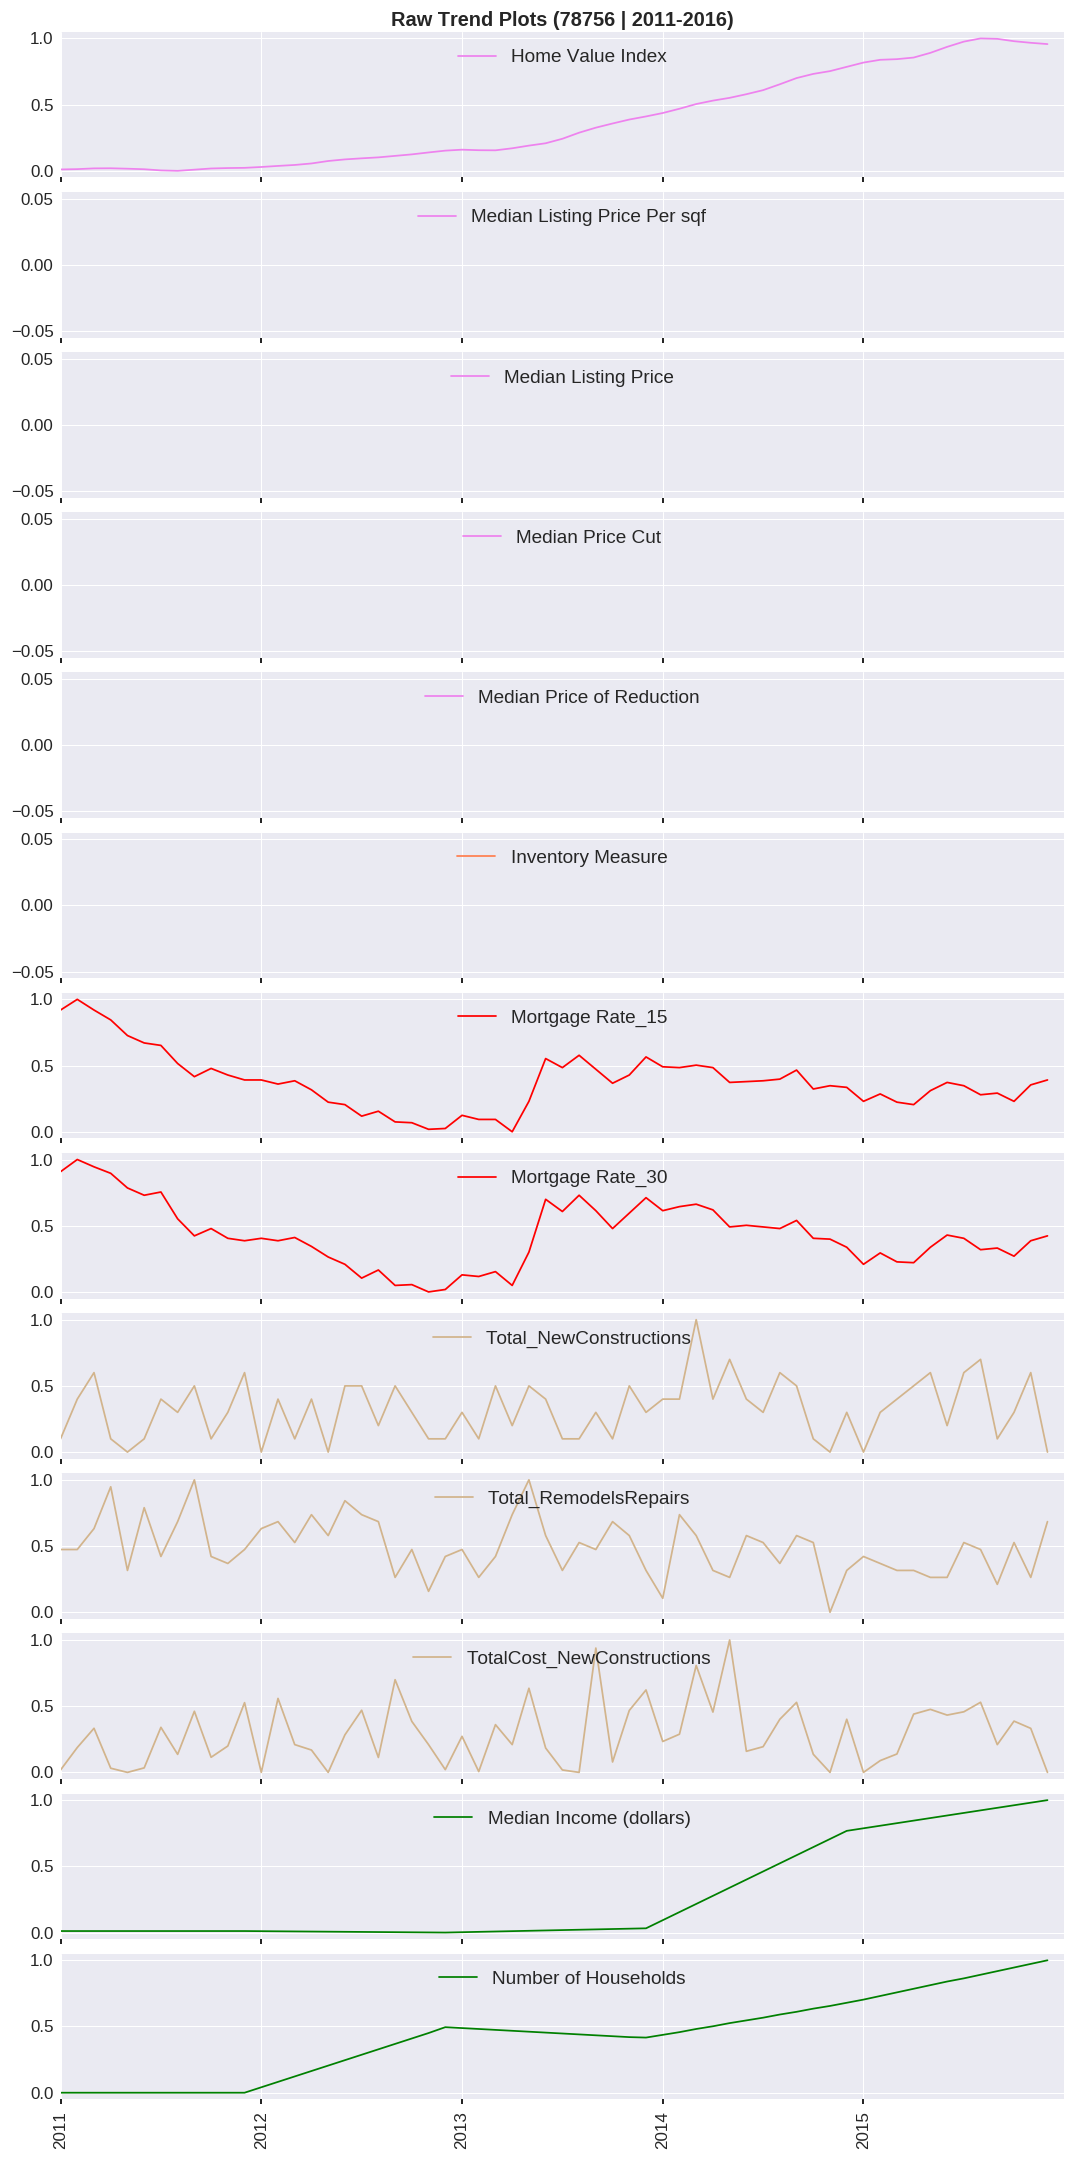 Raw Trend Plots (78756 | 2011-2016)
1.0
Home Value Index
0.5
0.0
0.05
Median Listing Price Per sqf
0.00
−0.05
0.05
Median Listing Price
0.00
−0.05
0.05
Median Price Cut
0.00
−0.05
0.05
Median Price of Reduction
0.00
−0.05
0.05
Inventory Measure
0.00
−0.05
1.0
Mortgage Rate_15
0.5
0.0
1.0
Mortgage Rate_30
0.5
0.0
1.0
Total_NewConstructions
0.5
0.0
1.0
Total_RemodelsRepairs
0.5
0.0
1.0
TotalCost_NewConstructions
0.5
0.0
1.0
Median Income (dollars)
0.5
0.0
1.0
Number of Households
0.5
0.0
2011 2012 2013 2014 2015